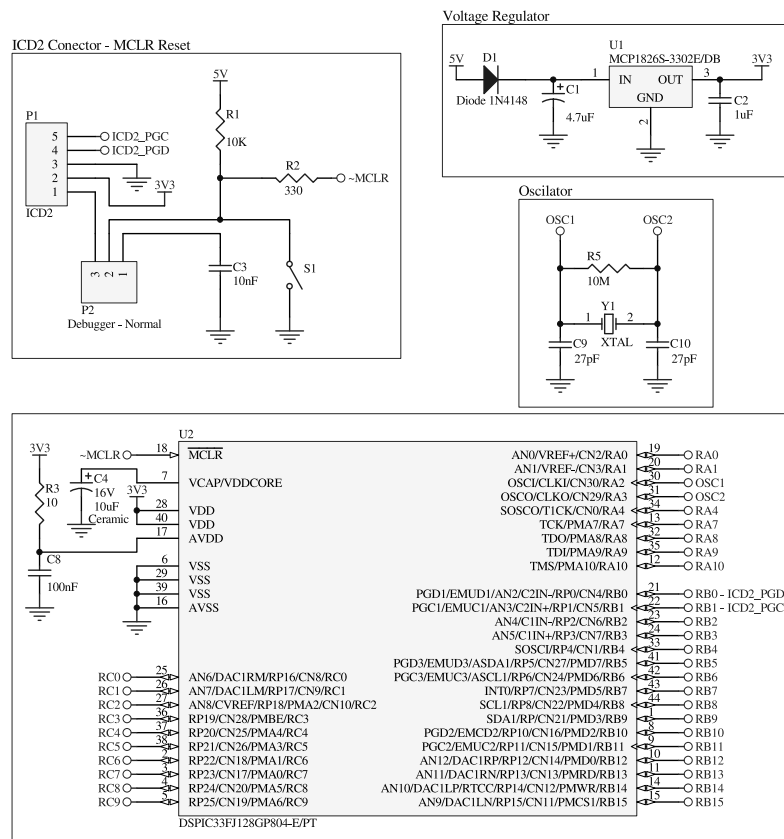 Voltage Regulator
U1
MCP1826S-3302E/DB
5V
D1
Diode 1N4148
C1
4.7uF
1
IN
OUT
GND
2
3
3V3
C2
1uF
ICD2 Conector - MCLR Reset
5V
R1
10K
R2
330
~MCLR
P1
5
4
3
2
1
ICD2
ICD2_PGC
ICD2_PGD
3V3
3
2
1
P2
Debugger - Normal
C3
10nF
S1
Oscilator
OSC1
OSC2
R5
10M
Y1
1
2
XTAL
C9
27pF
C10
27pF
U2
3V3
R3
10
C8
100nF
C4
16V
10uF
Ceramic
3V3
~MCLR 18 MCLR
7 VCAP/VDDCORE
28 VDD
40 VDD
17 AVDD
6 VSS
29 VSS
39 VSS
16 AVSS
RC0 25 AN6/DAC1RM/RP16/CN8/RC0
RC1 26 AN7/DAC1LM/RP17/CN9/RC1
RC2 27 AN8/CVREF/RP18/PMA2/CN10/RC2
RC3 36 RP19/CN28/PMBE/RC3
RC4 37 RP20/CN25/PMA4/RC4
RC5 38 RP21/CN26/PMA3/RC5
RC6 2 RP22/CN18/PMA1/RC6
RC7 3 RP23/CN17/PMA0/RC7
RC8 4 RP24/CN20/PMA5/RC8
RC9 5 RP25/CN19/PMA6/RC9
AN0/VREF+/CN2/RA0 19 RA0
AN1/VREF-/CN3/RA1 20 RA1
OSCI/CLKI/CN30/RA2 30 OSC1
OSCO/CLKO/CN29/RA3 31 OSC2
SOSCO/T1CK/CN0/RA4 34 RA4
TCK/PMA7/RA7 13 RA7
TDO/PMA8/RA8 32 RA8
TDI/PMA9/RA9 35 RA9
TMS/PMA10/RA10 12 RA10
PGD1/EMUD1/AN2/C2IN-/RP0/CN4/RB0 21 RB0 - ICD2_PGD
PGC1/EMUC1/AN3/C2IN+/RP1/CN5/RB1 22 RB1 - ICD2_PGC
AN4/C1IN-/RP2/CN6/RB2 23 RB2
AN5/C1IN+/RP3/CN7/RB3 24 RB3
SOSCI/RP4/CN1/RB4 33 RB4
PGD3/EMUD3/ASDA1/RP5/CN27/PMD7/RB5 41 RB5
PGC3/EMUC3/ASCL1/RP6/CN24/PMD6/RB6 42 RB6
INT0/RP7/CN23/PMD5/RB7 43 RB7
SCL1/RP8/CN22/PMD4/RB8 44 RB8
SDA1/RP/CN21/PMD3/RB9 1 RB9
PGD2/EMCD2/RP10/CN16/PMD2/RB10 8 RB10
PGC2/EMUC2/RP11/CN15/PMD1/RB11 9 RB11
AN12/DAC1RP/RP12/CN14/PMD0/RB12 10 RB12
AN11/DAC1RN/RP13/CN13/PMRD/RB13 11 RB13
AN10/DAC1LP/RTCC/RP14/CN12/PMWR/RB14 14 RB14
AN9/DAC1LN/RP15/CN11/PMCS1/RB15 15 RB15
DSPIC33FJ128GP804-E/PT